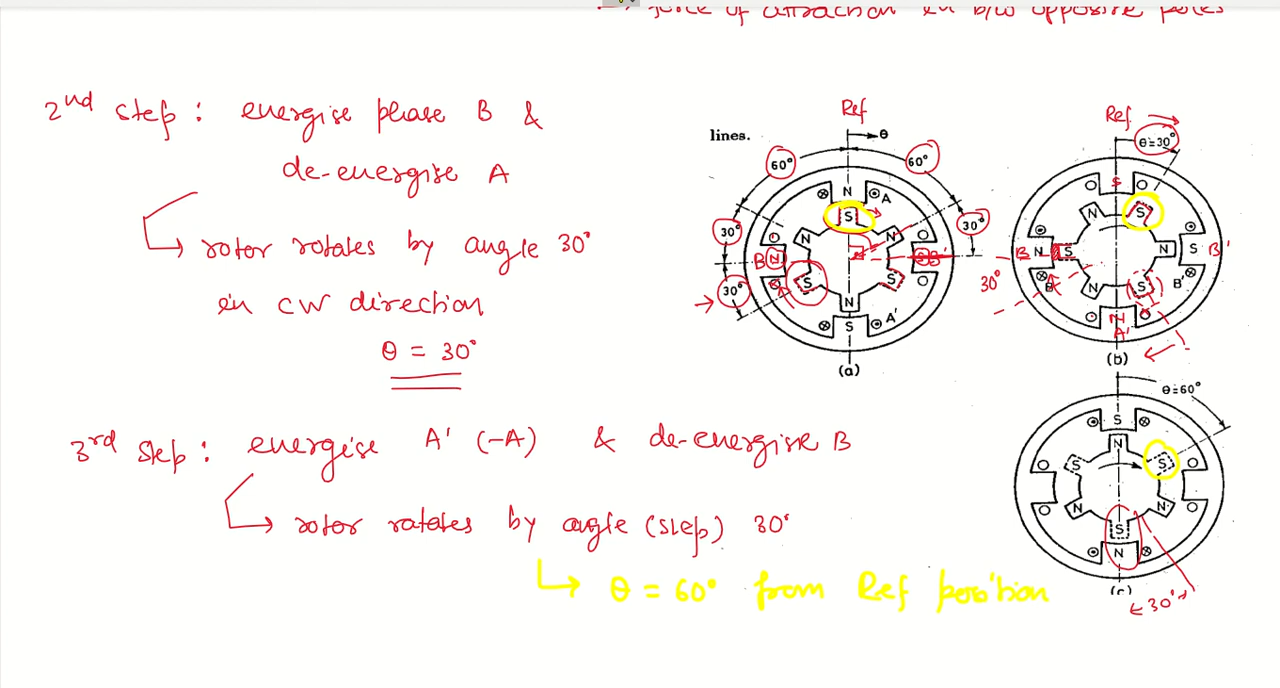 force of attraction in b/w opposite poles
2nd step : energise phase B &
de-energise A
↳ rotor rotates by angle 30°
in CW direction
θ = 30°
3rd step : energise A' (-A) & de-energise B
↳ rotor rotates by angle (step) 30°
↳ θ = 60° from Ref position
lines.
Ref
θ
60° 60°
N A
S
30° N N 30°
B N S B'
30° S S
N
S A'
(a)
Ref
θ=30°
S
N S
B N S N S B'
30° B N S B'
N
A'
(b)
θ=60°
S
N
S S
N N
S
N
(c)
30°